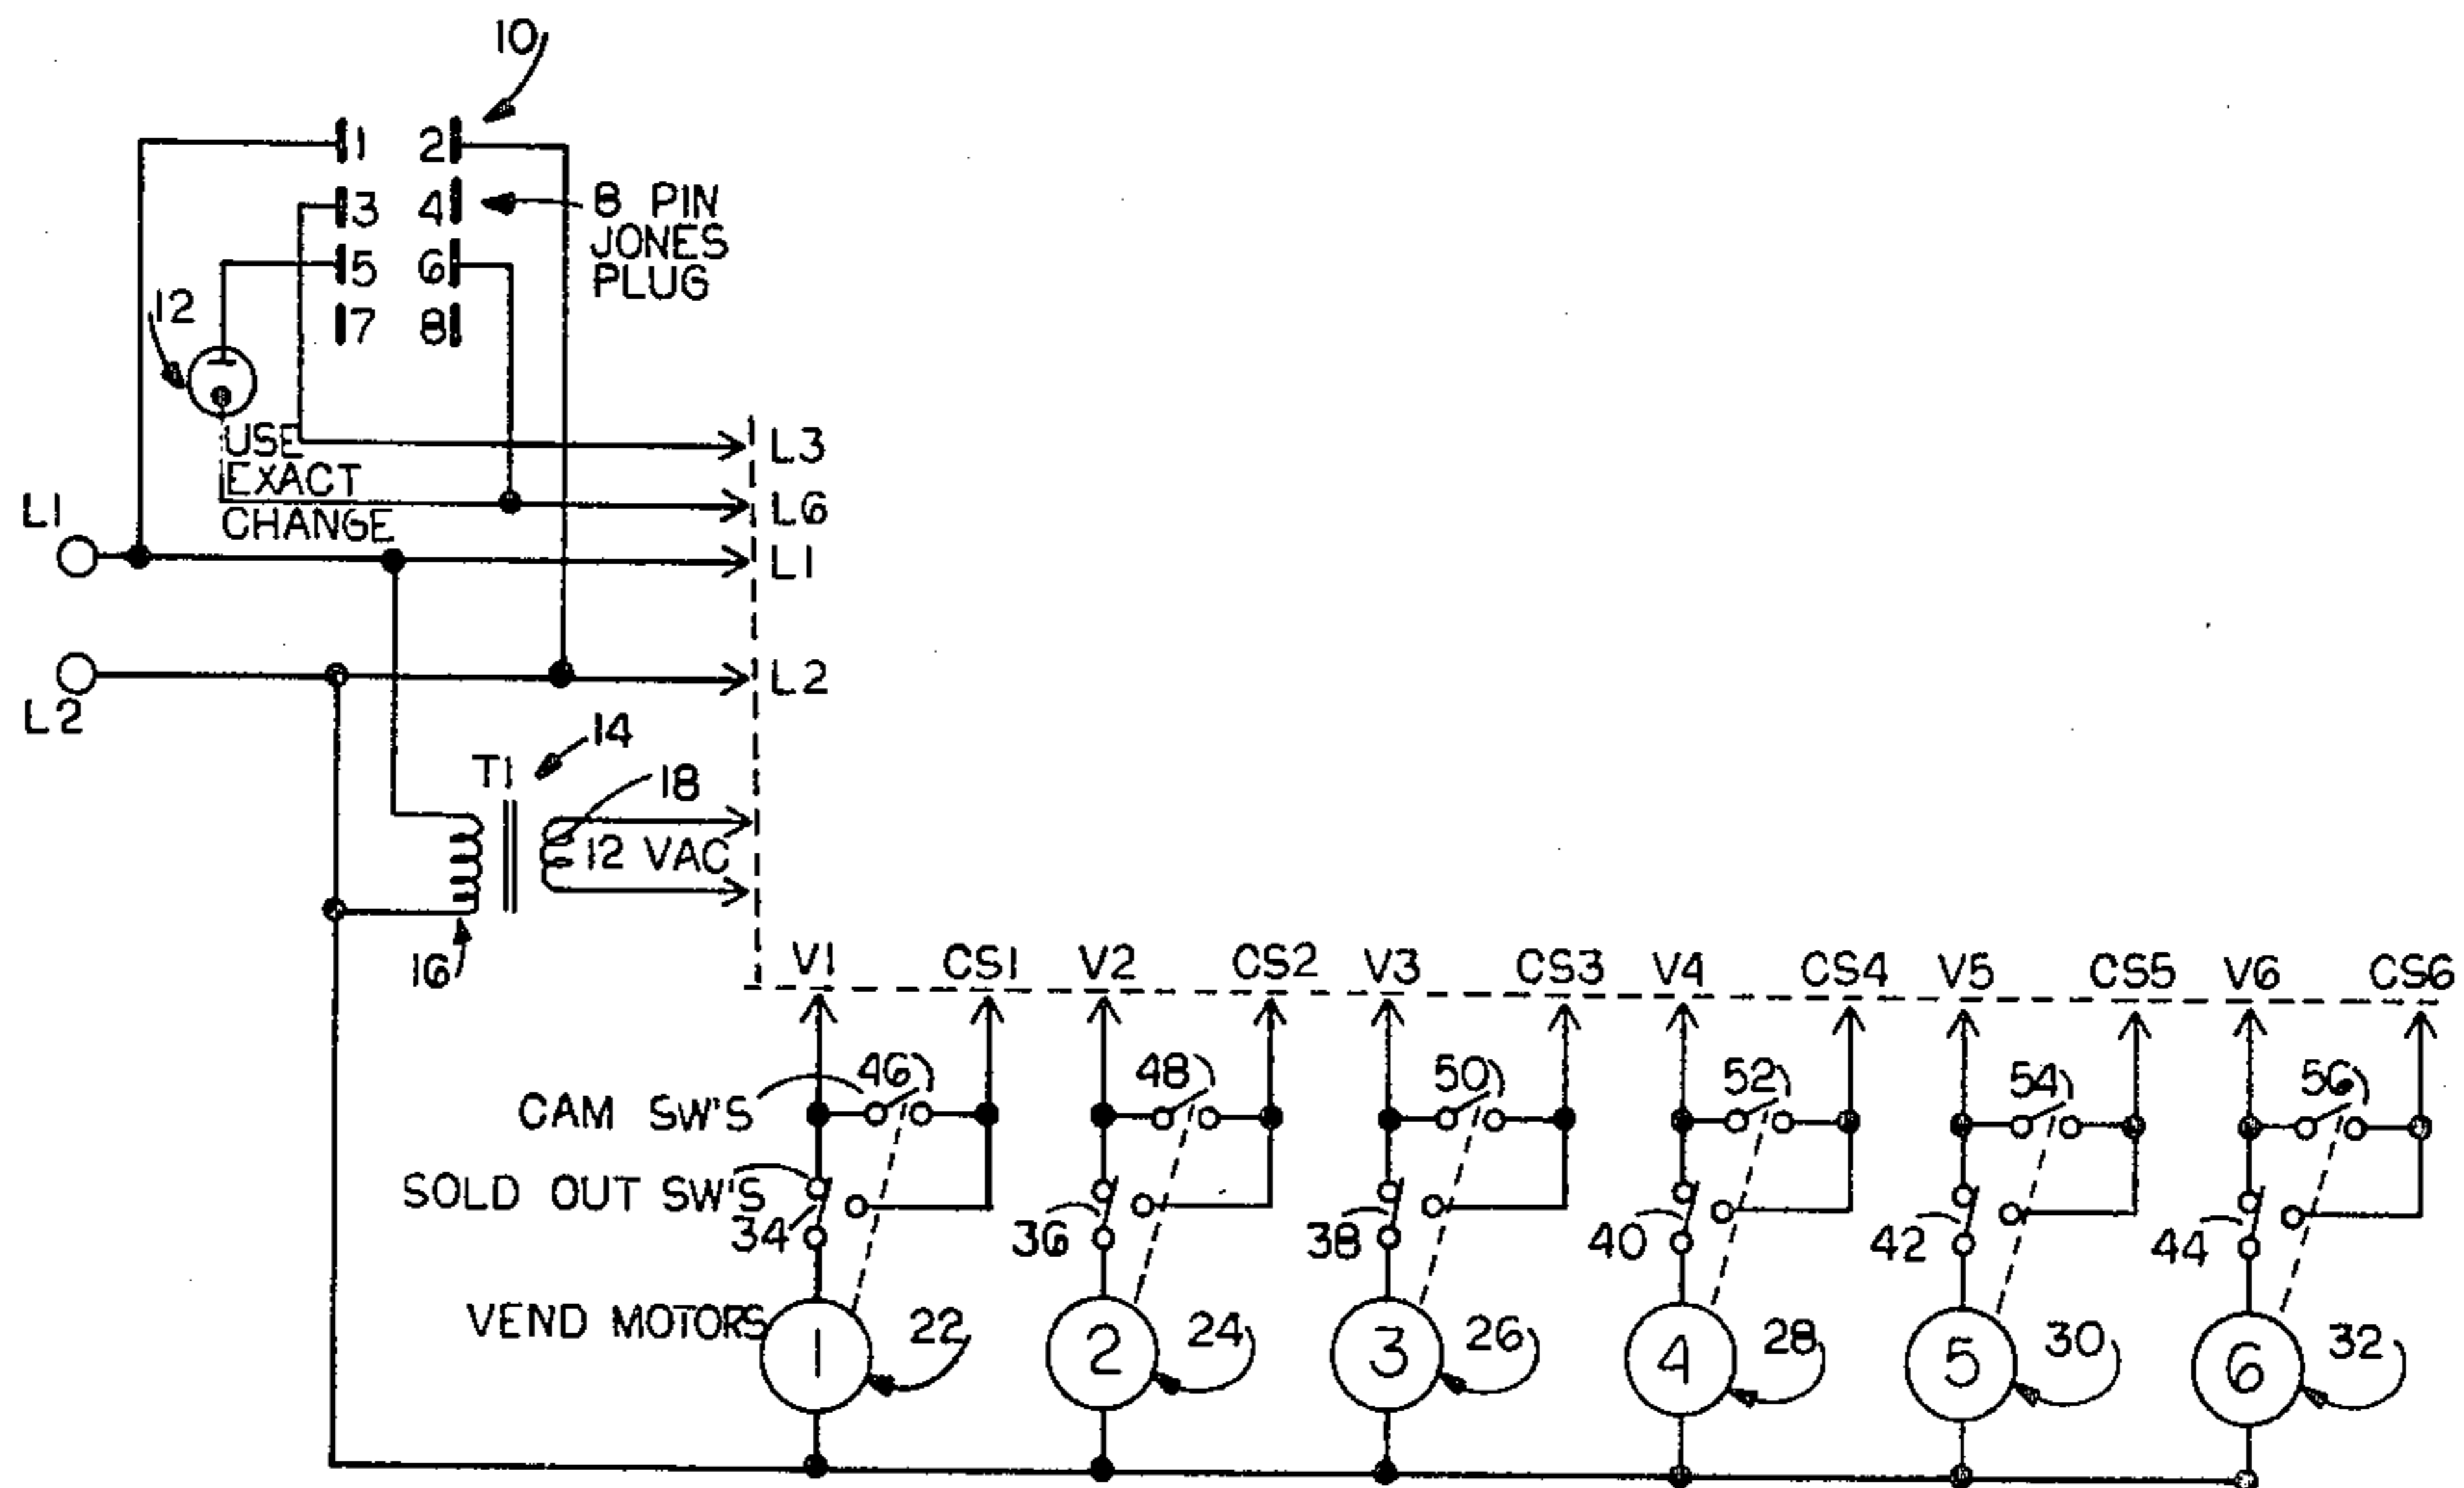 10
1 2
3 4 8 PIN
JONES
5 6 PLUG
12 7 8
USE L3
EXACT
L1 CHANGE L6
L1
L2
L2
14
T1
18
12 VAC
16
V1 CS1 V2 CS2 V3 CS3 V4 CS4 V5 CS5 V6 CS6
46 48 50 52 54 56
CAM SW'S
SOLD OUT SW'S
34 36 38 40 42 44
VEND MOTORS
1 22 2 24 3 26 4 28 5 30 6 32